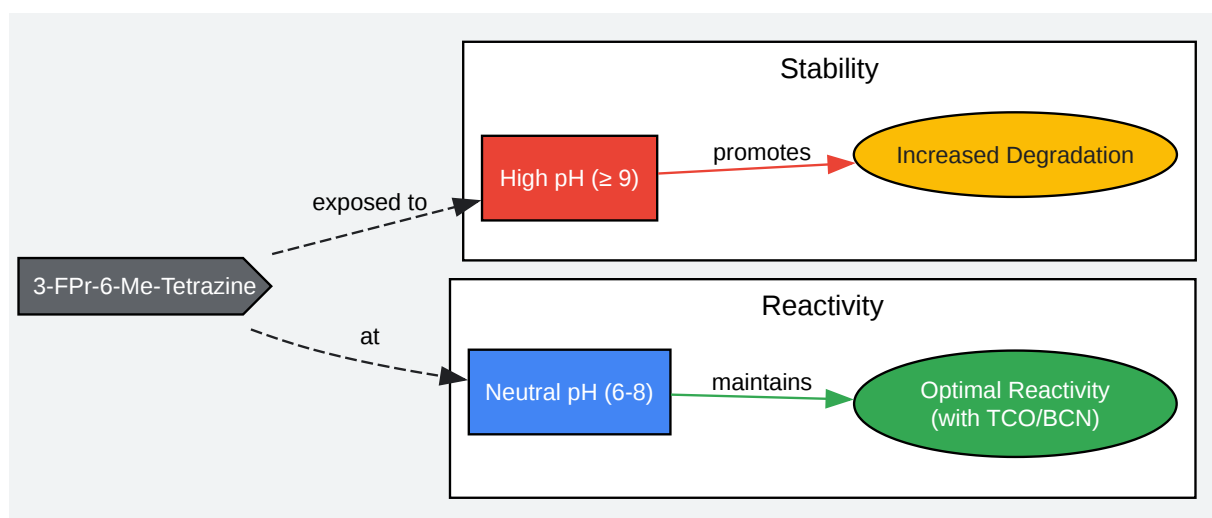 Stability
promotes
Increased Degradation
High pH (≥ 9)
exposed to
3-FPr-6-Me-Tetrazine
Reactivity
at
maintains
Neutral pH (6-8)
Optimal Reactivity
(with TCO/BCN)